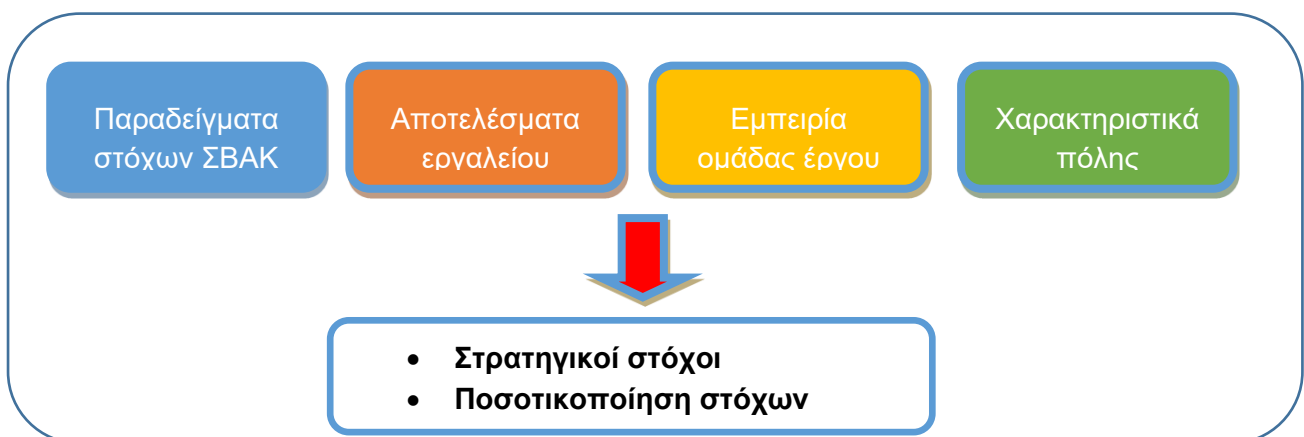 Παραδείγματα
στόχων ΣΒΑΚ
Αποτελέσματα
εργαλείου
Εμπειρία
ομάδας έργου
Χαρακτηριστικά
πόλης
• Στρατηγικοί στόχοι
• Ποσοτικοποίηση στόχων